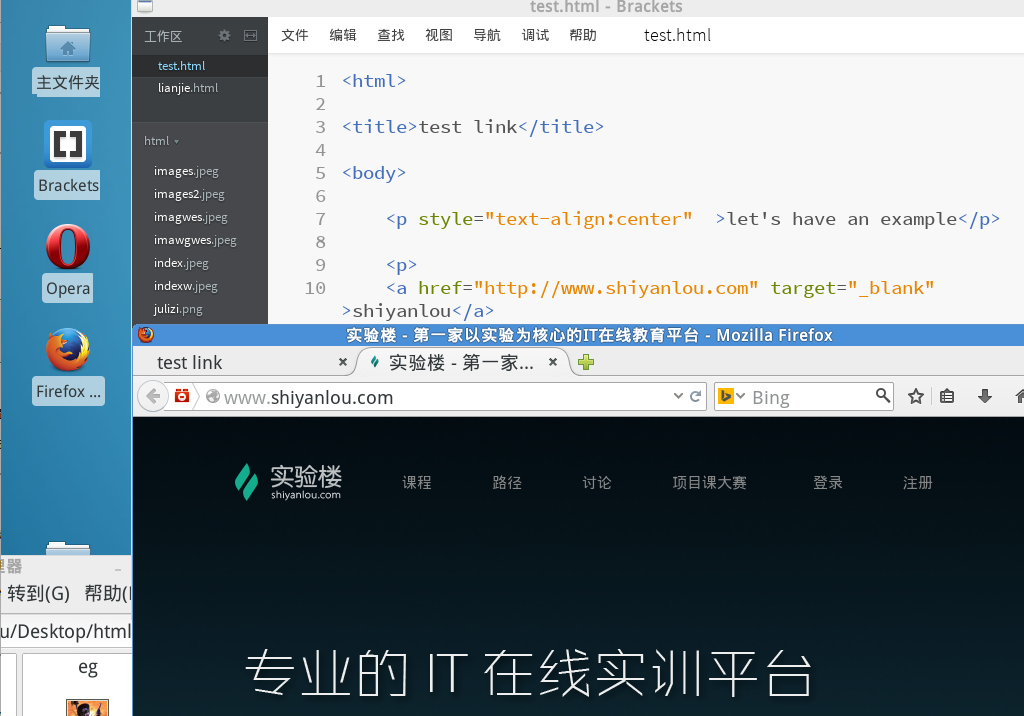 主文件夹
Brackets
Opera
Firefox ...
理器
转到(G) 帮助(
u/Desktop/html
eg
test.html - Brackets
工作区
test.html
lianjie.html
html
images.jpeg
images2.jpeg
imagwes.jpeg
imawgwes.jpeg
index.jpeg
indexw.jpeg
julizi.png
文件 编辑 查找 视图 导航 调试 帮助 test.html
1 <html>
2
3 <title>test link</title>
4
5 <body>
6
7 <p style="text-align:center"  >let's have an example</p>
8
9 <p>
10 <a href="http://www.shiyanlou.com" target="_blank"
>shiyanlou</a>
实验楼 - 第一家以实验为核心的IT在线教育平台 - Mozilla Firefox
test link × 实验楼 - 第一家... ×
www.shiyanlou.com Bing
实验楼
shiyanlou.com
课程 路径 讨论 项目课大赛 登录 注册
专业的 IT 在线实训平台